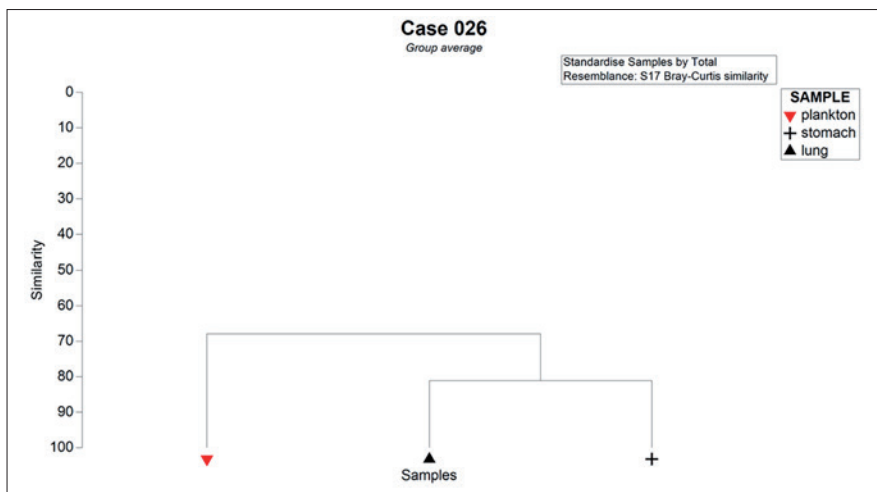 Case 026
Group average
Standardise Samples by Total
Resemblance: S17 Bray-Curtis similarity
SAMPLE
plankton
stomach
lung
0
10
20
30
40
50
60
70
80
90
100
Similarity
Samples